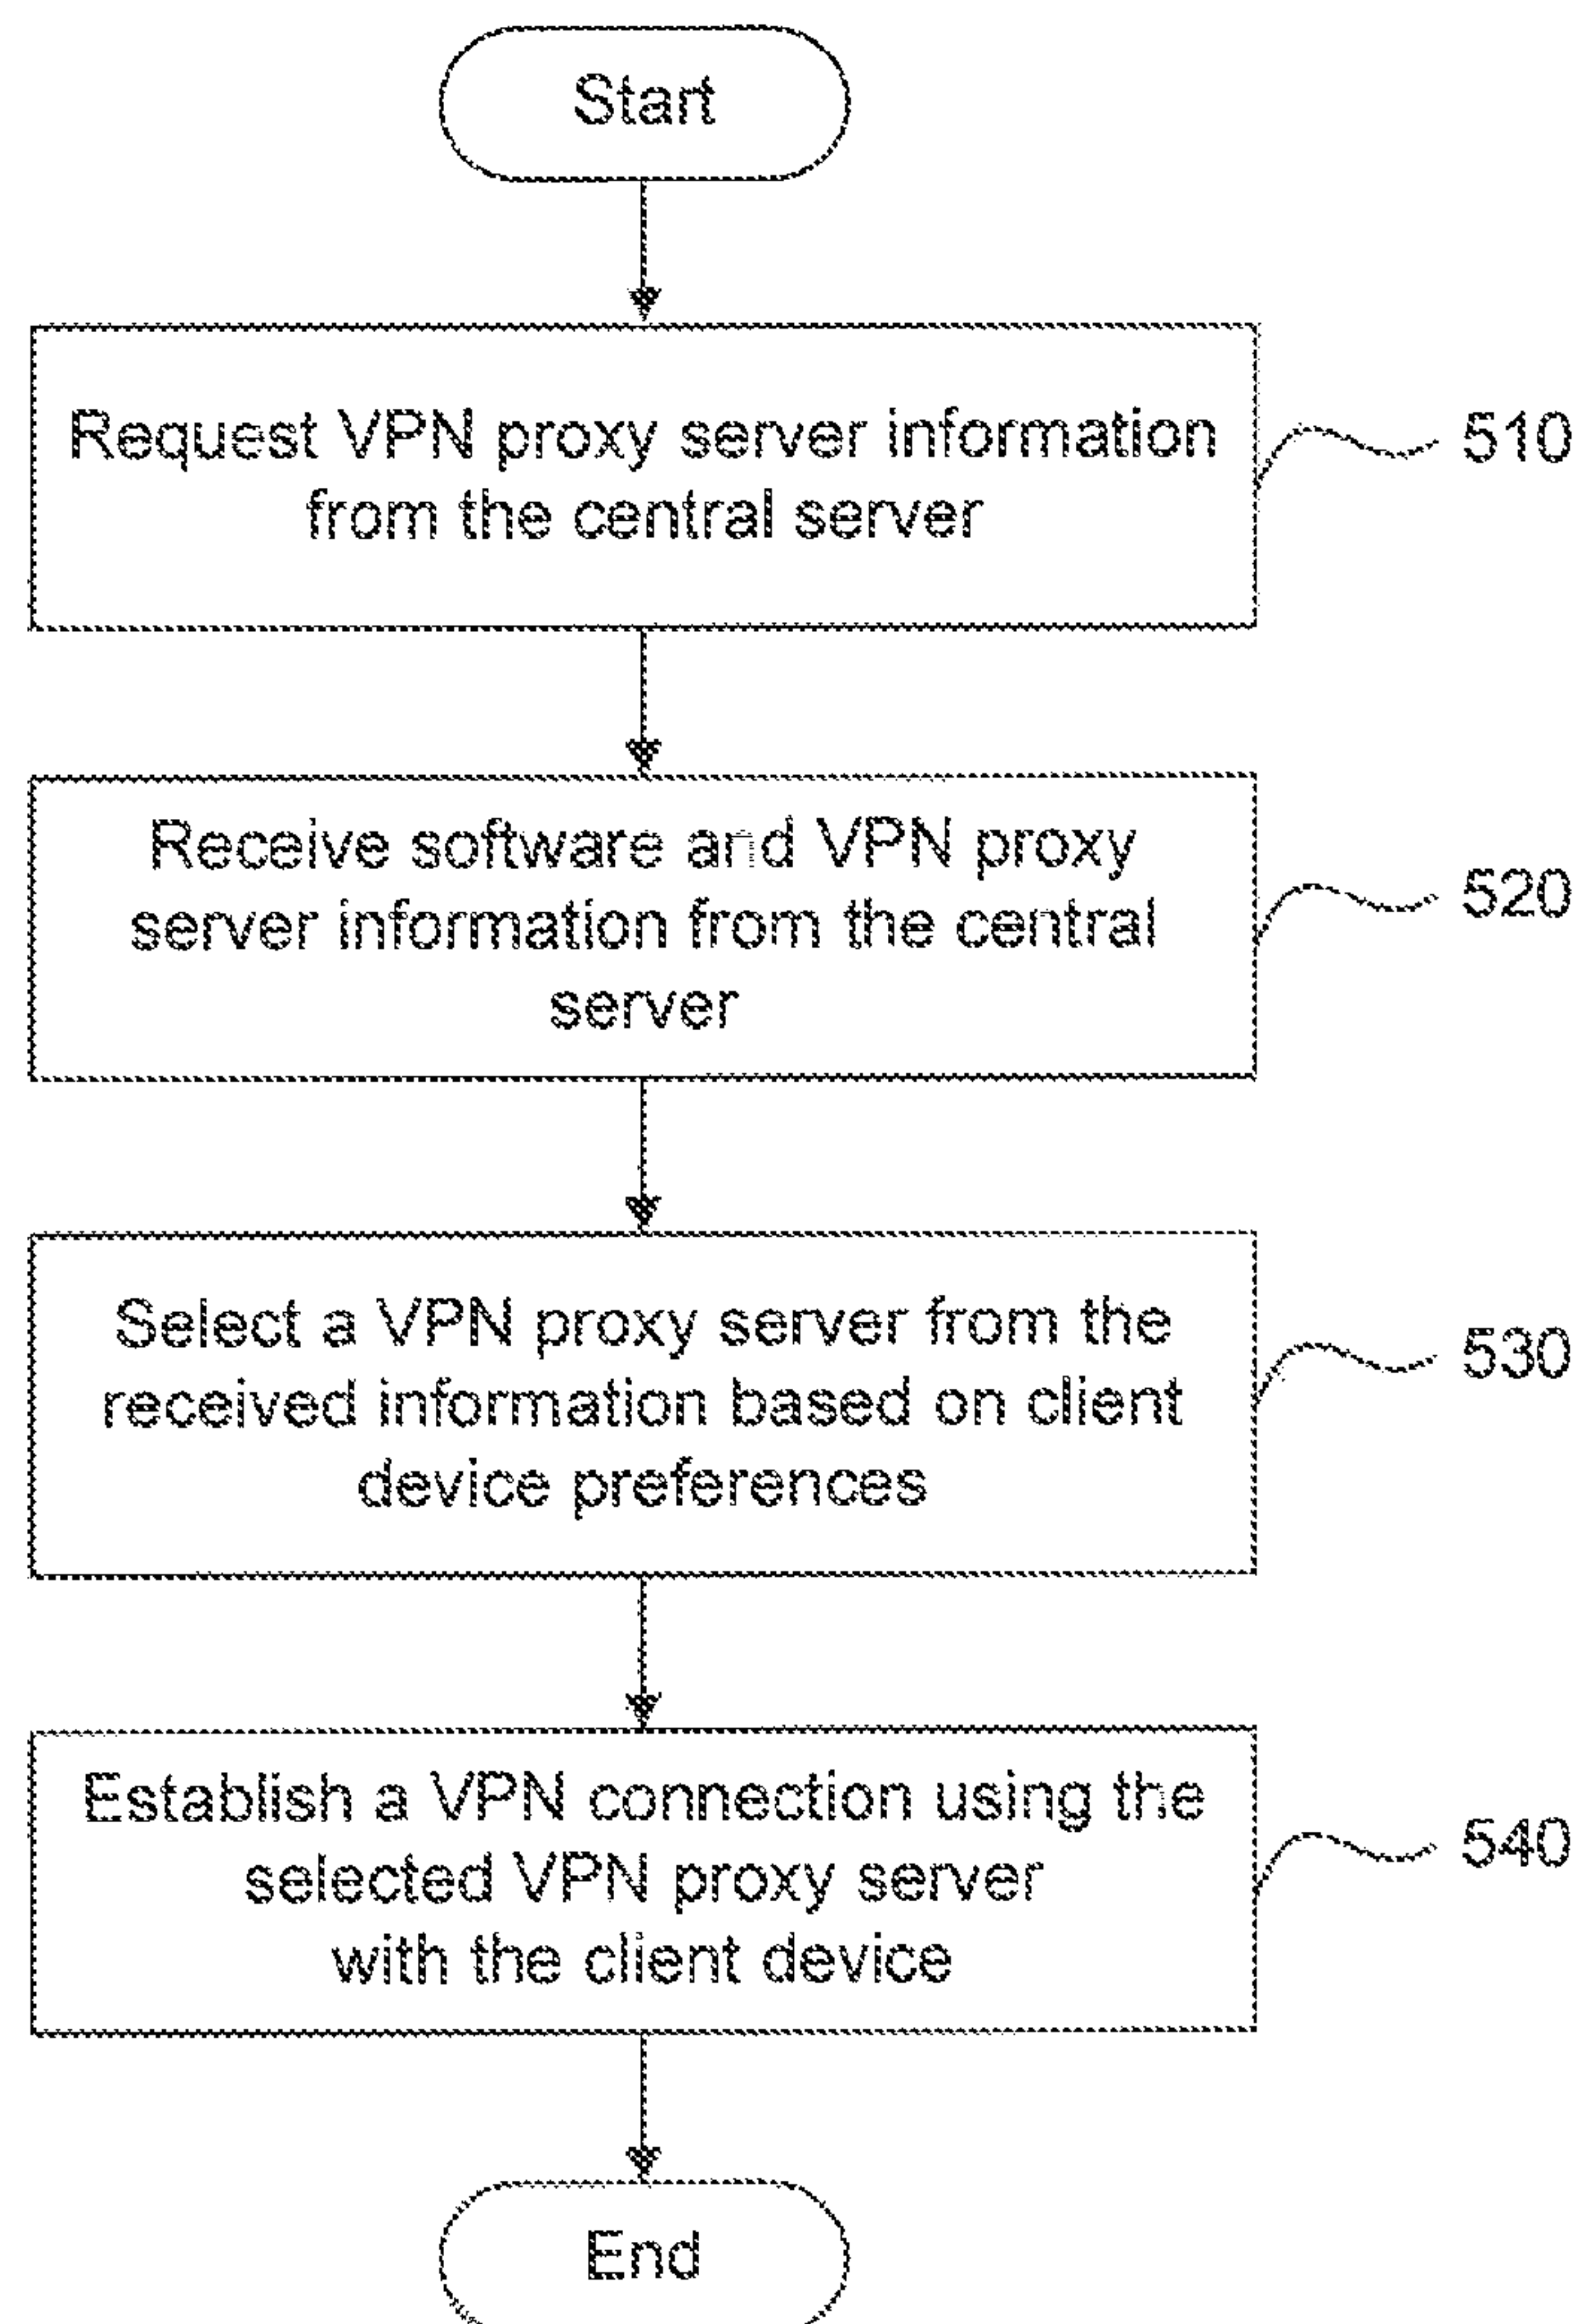 Start
Request VPN proxy server information
from the central server
510
Receive software and VPN proxy
server information from the central
server
520
Select a VPN proxy server from the
received information based on client
device preferences
530
Establish a VPN connection using the
selected VPN proxy server
with the client device
540
End